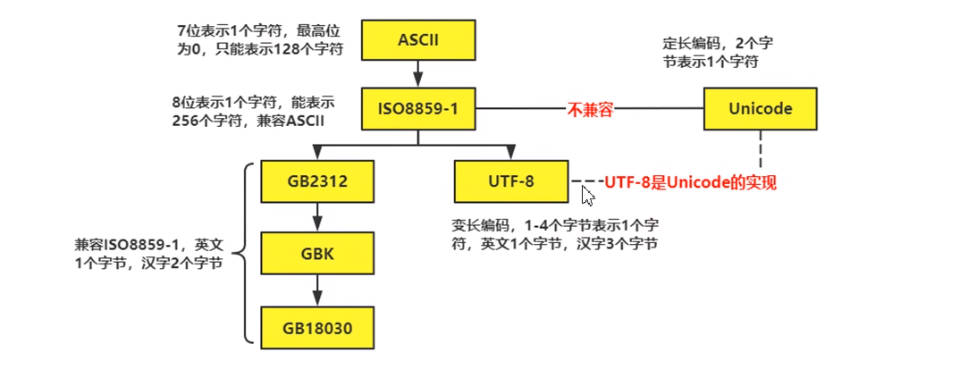 7位表示1个字符，最高位
为0，只能表示128个字符
ASCII
定长编码，2个字
节表示1个字符
8位表示1个字符，能表示
256个字符，兼容ASCII
ISO8859-1
不兼容
Unicode
GB2312
UTF-8
UTF-8是Unicode的实现
变长编码，1-4个字节表示1个字
符，英文1个字节，汉字3个字节
兼容ISO8859-1，英文
1个字节，汉字2个字节
GBK
GB18030